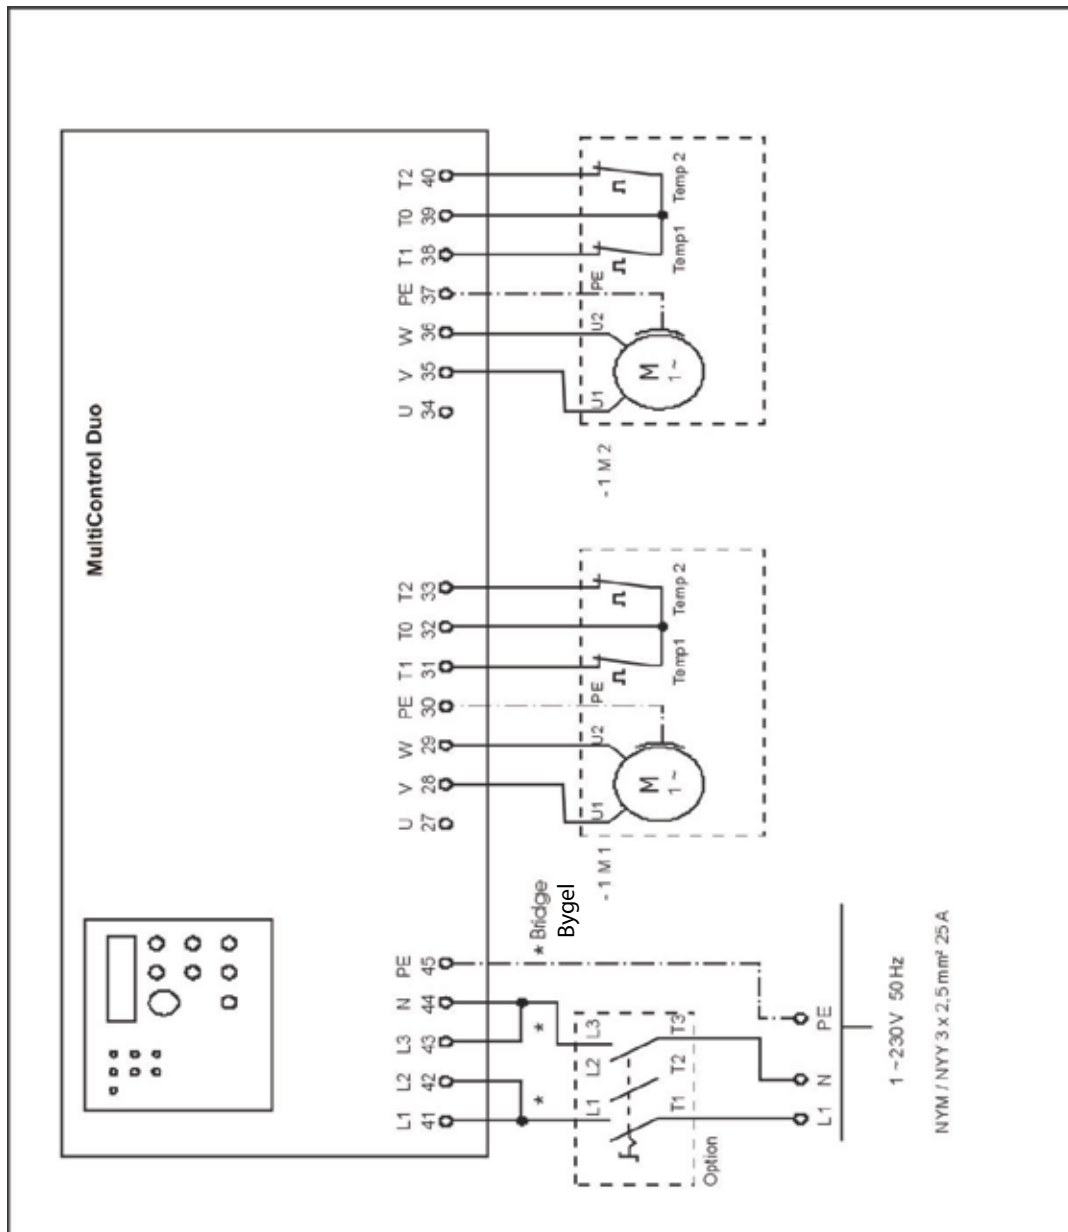 MultiControl Duo
L1 L2 L3 N PE
41 42 43 44 45
U V W PE T1 T0 T2
27 28 29 30 31 32 33
U V W PE T1 T0 T2
34 35 36 37 38 39 40
* *
* Bridge
Bygel
L1 L2 L3
T1 T2 T3
Option
L1 N PE
1 ~ 230V 50Hz
NYM / NYY 3 x 2,5 mm² 25 A
- 1 M 1
U1 U2 PE
M
1 ~
Temp1 Temp 2
- 1 M 2
U1 U2 PE
M
1 ~
Temp1 Temp 2